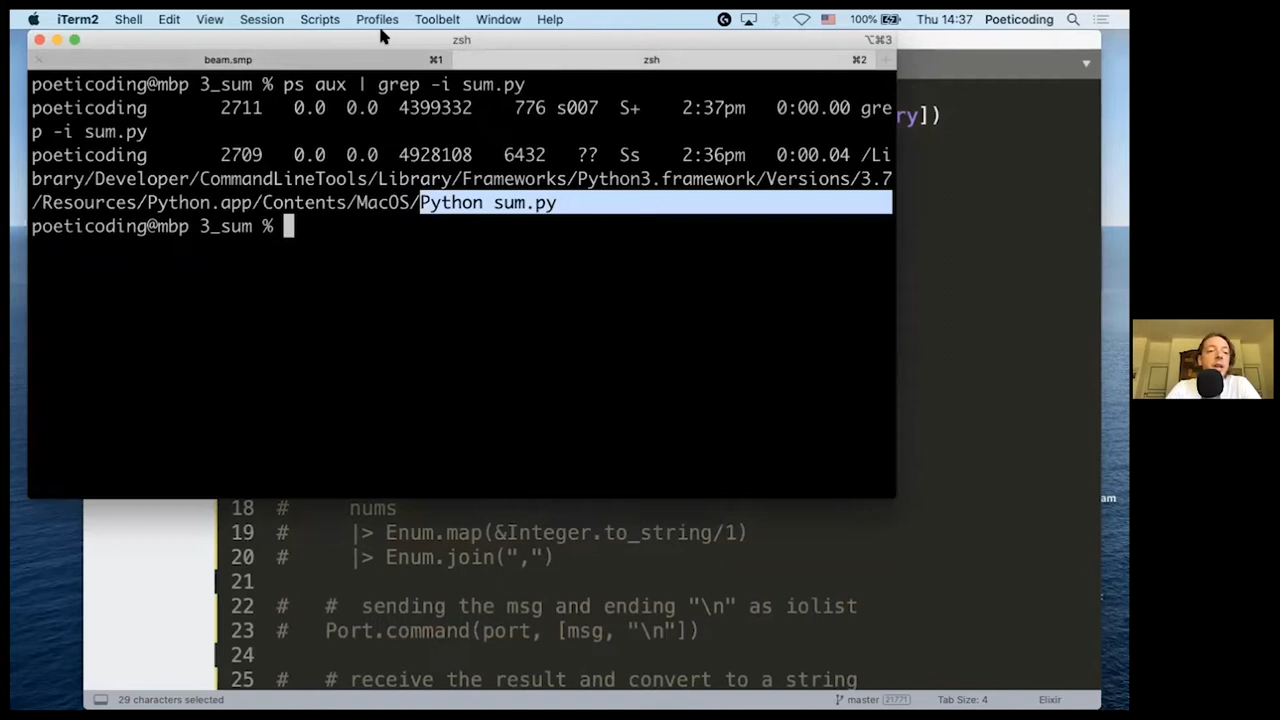 iTerm2 Shell Edit View Session Scripts Profiles Toolbelt Window Help 100% Thu 14:37 Poeticoding
zsh ⌥⌘3
beam.smp ⌘1 zsh ⌘2
poeticoding@mbp 3_sum % ps aux | grep -i sum.py
poeticoding 2711 0.0 0.0 4399332 776 s007 S+ 2:37pm 0:00.00 gre
p -i sum.py
poeticoding 2709 0.0 0.0 4928108 6432 ?? Ss 2:36pm 0:00.04 /Li
brary/Developer/CommandLineTools/Library/Frameworks/Python3.framework/Versions/3.7
/Resources/Python.app/Contents/MacOS/Python sum.py
poeticoding@mbp 3_sum %
ry])
18 # nums
19 # |> Enum.map(&Integer.to_string/1)
20 # |> Enum.join(",")
21 #
22 # # sending the msg and ending "\n" as iolist
23 # Port.command(port, [msg, "\n"])
24 #
25 # # receive the result and convert to a string
29 characters selected master 21771 Tab Size: 4 Elixir